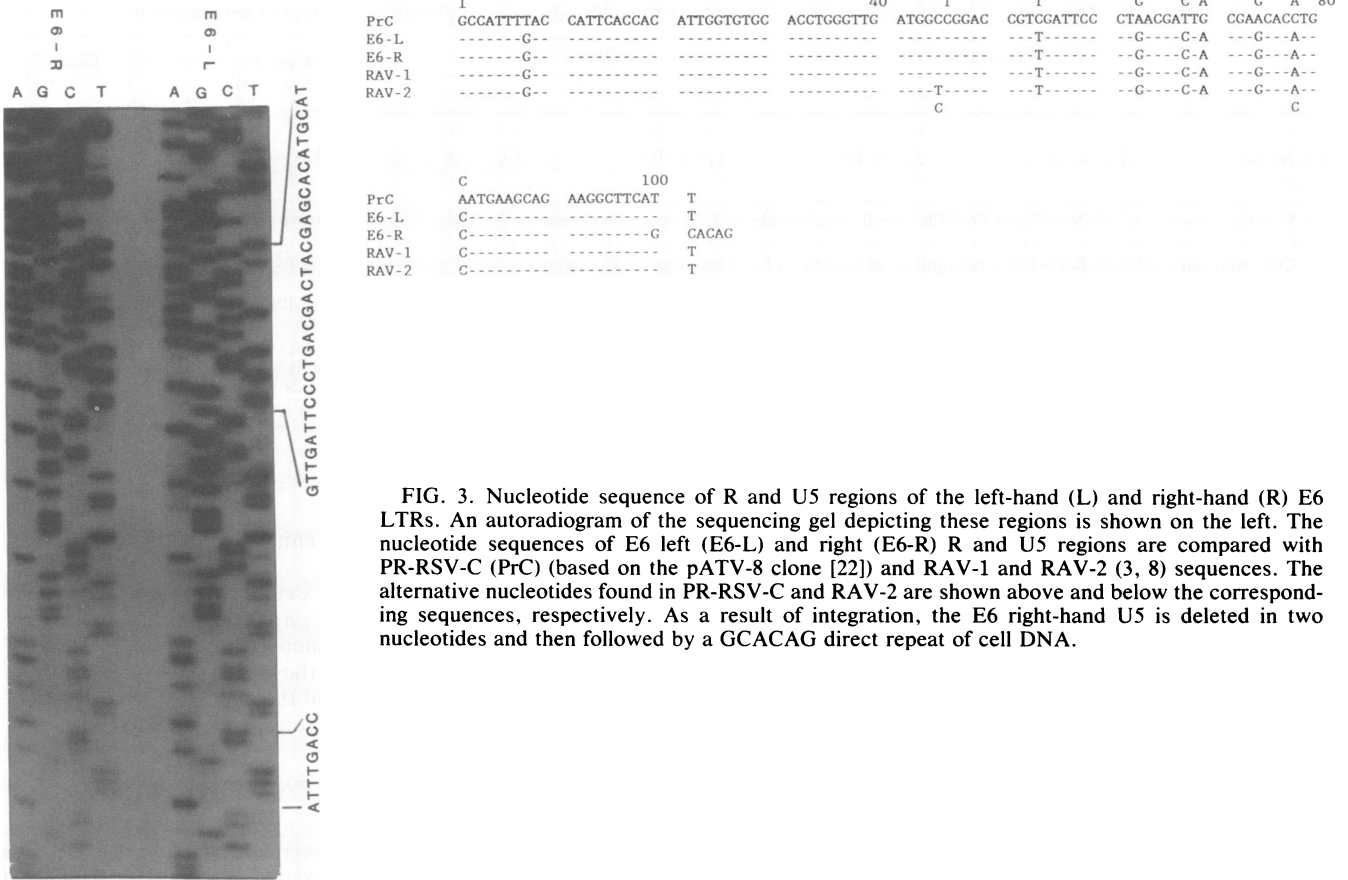 E6-R
E6-L
A G C T
A G C T
GTTGATTCCCTGACGACGACTACGAGCACATGCAT
ATTTGACC
1 40 T T G C A G A 80
PrC GCCATTTTAC CATTCACCAC ATTGGTGTGC ACCTGGGTTG ATGGCCGGAC CGTCGATTCC CTAACGATTG CGAACACCTG
E6-L -------G-- ---------- ---------- ---------- ---------- ---T------ --G----C-A ---G---A--
E6-R -------G-- ---------- ---------- ---------- ---------- ---T------ --G----C-A ---G---A--
RAV-1 -------G-- ---------- ---------- ---------- ---------- ---T------ --G----C-A ---G---A--
RAV-2 -------G-- ---------- ---------- ---------- ----T----- ---T------ --G----C-A ---G---A--
C C
C 100
PrC AATGAAGCAG AAGGCTTCAT T
E6-L C--------- ---------- T
E6-R C--------- ---------G CACAG
RAV-1 C--------- ---------- T
RAV-2 C--------- ---------- T
FIG. 3. Nucleotide sequence of R and U5 regions of the left-hand (L) and right-hand (R) E6
LTRs. An autoradiogram of the sequencing gel depicting these regions is shown on the left. The
nucleotide sequences of E6 left (E6-L) and right (E6-R) R and U5 regions are compared with
PR-RSV-C (PrC) (based on the pATV-8 clone [22]) and RAV-1 and RAV-2 (3, 8) sequences. The
alternative nucleotides found in PR-RSV-C and RAV-2 are shown above and below the correspond-
ing sequences, respectively. As a result of integration, the E6 right-hand U5 is deleted in two
nucleotides and then followed by a GCACAG direct repeat of cell DNA.